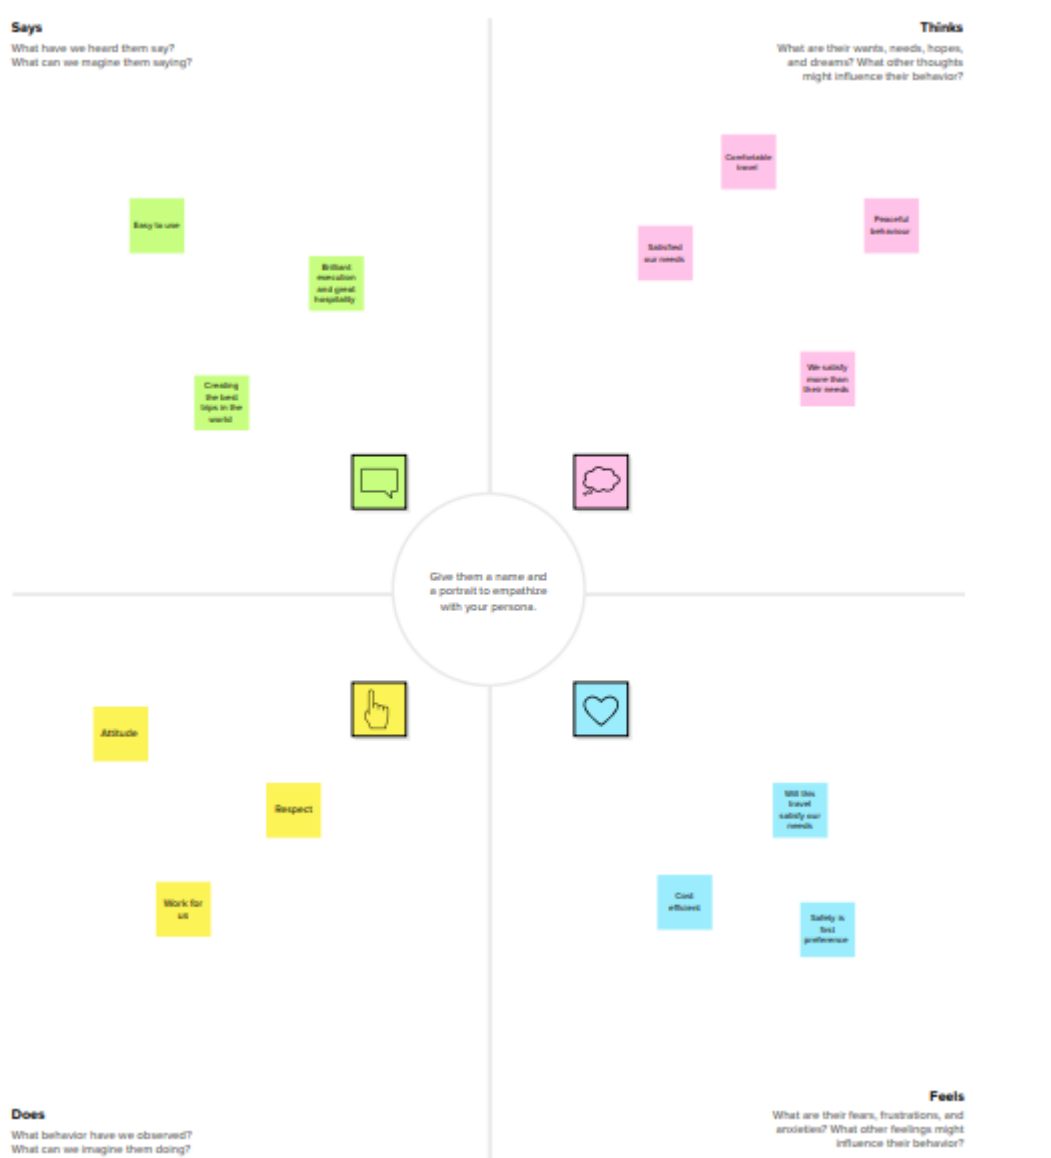 Says
What have we heard them say?
What can we magine them saying?
Thinks
What are their wants, needs, hopes,
and dreams? What other thoughts
might influence their behavior?
Comfortable
travel
Easy to use
Peaceful
behaviour
Satisfied
our needs
Brilliant
execution
and great
hospitality
We satisfy
more than
their needs
Creating
the best
trips in the
world
Give them a name and
a portrait to empathize
with your persona.
Attitude
Respect
Will this
travel
satisfy our
needs
Work for
us
Cost
efficient
Safety is
first
preference
Does
What behavior have we observed?
What can we imagine them doing?
Feels
What are their fears, frustrations, and
anxieties? What other feelings might
influence their behavior?